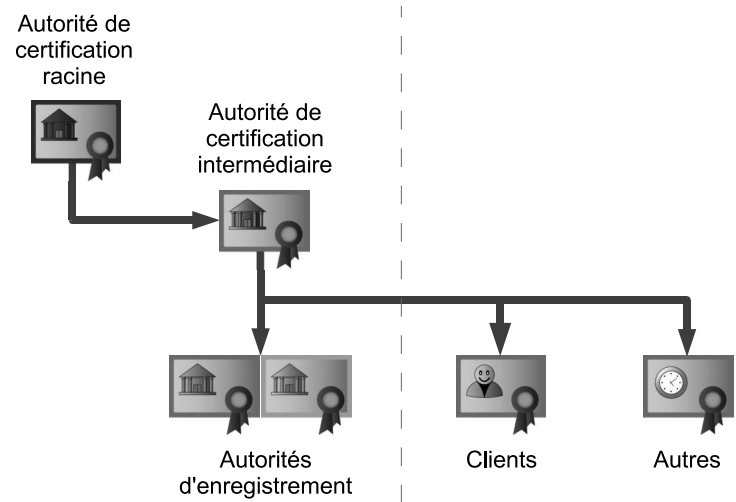 Autorité de
certification
racine
Autorité de
certification
intermédiaire
Autorités
d'enregistrement
Clients
Autres